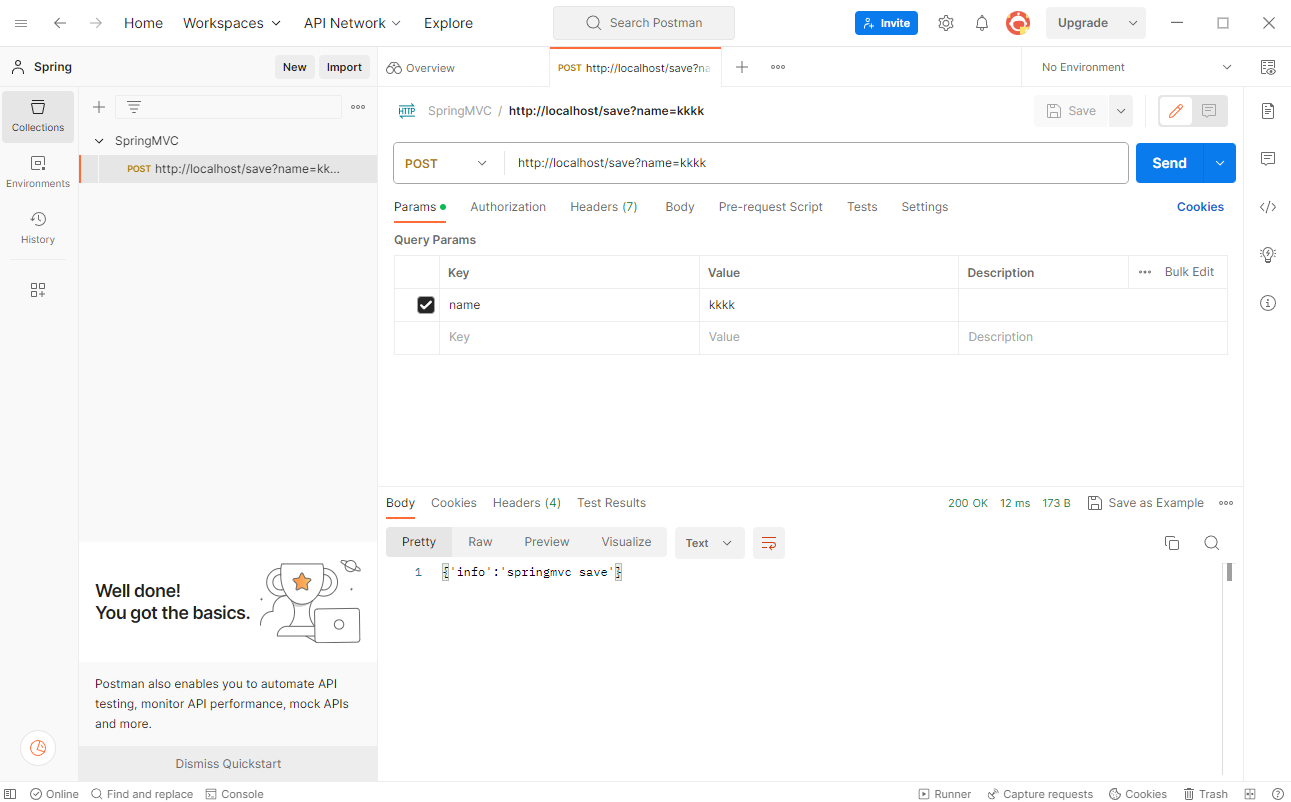 Home Workspaces API Network Explore Search Postman Invite Upgrade
Spring New Import Overview POST http://localhost/save?na No Environment
Collections
Environments
History
SpringMVC
POST http://localhost/save?name=kk...
HTTP SpringMVC / http://localhost/save?name=kkkk Save
POST http://localhost/save?name=kkkk Send
Params Authorization Headers (7) Body Pre-request Script Tests Settings Cookies
Query Params
Key Value Description Bulk Edit
name kkkk
Key Value Description
Body Cookies Headers (4) Test Results 200 OK 12 ms 173 B Save as Example
Pretty Raw Preview Visualize Text
1 {'info':'springmvc save'}
Well done!
You got the basics.
Postman also enables you to automate API
testing, monitor API performance, mock APIs
and more.
Dismiss Quickstart
Online Find and replace Console Runner Capture requests Cookies Trash